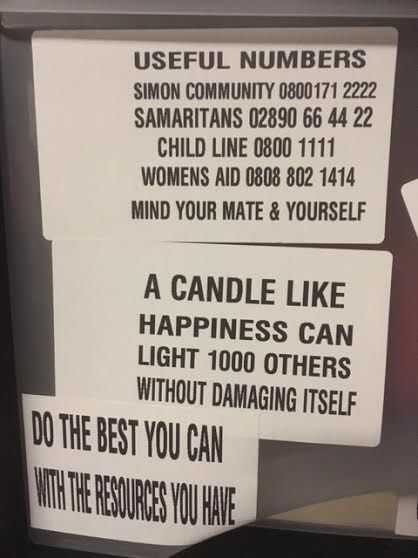 USEFUL NUMBERS
SIMON COMMUNITY 0800171 2222
SAMARITANS 02890 66 44 22
CHILD LINE 0800 1111
WOMENS AID 0808 802 1414
MIND YOUR MATE & YOURSELF
A CANDLE LIKE
HAPPINESS CAN
LIGHT 1000 OTHERS
WITHOUT DAMAGING ITSELF
DO THE BEST YOU CAN
WITH THE RESOURCES YOU HAVE